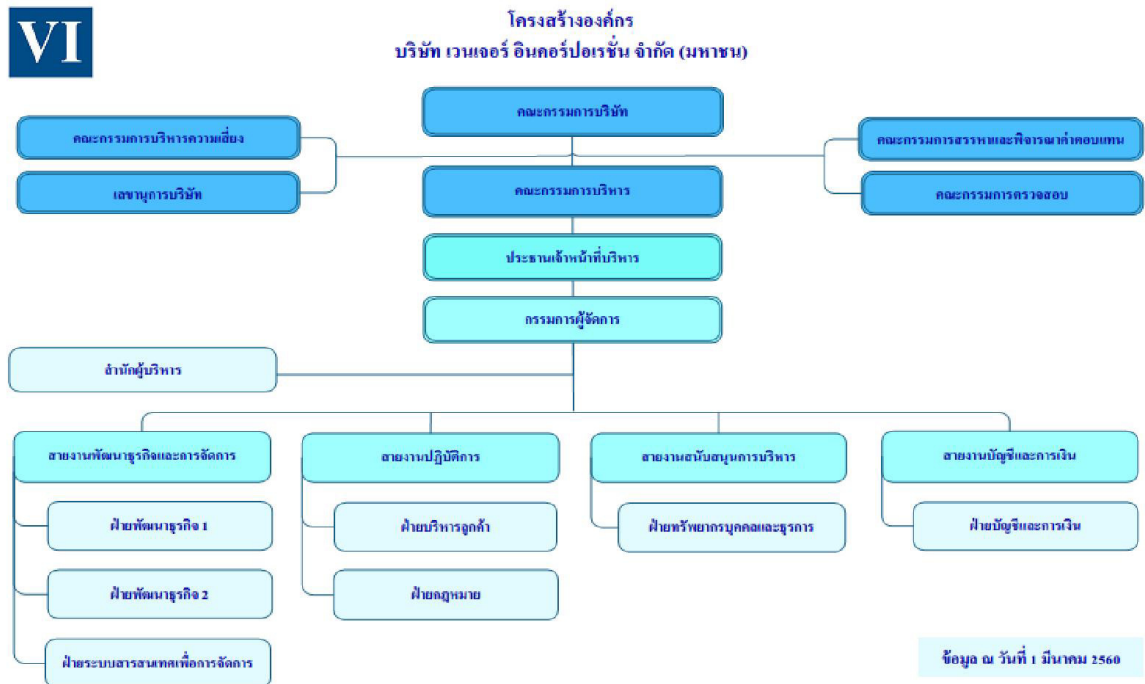 VI
โครงสร้างองค์กร
บริษัท เวนเจอร์ อินคอร์ปอเรชั่น จำกัด (มหาชน)
คณะกรรมการบริษัท
คณะกรรมการบริหารความเสี่ยง
คณะกรรมการสรรหาและพิจารณาค่าตอบแทน
เลขานุการบริษัท
คณะกรรมการบริหาร
คณะกรรมการตรวจสอบ
ประธานเจ้าหน้าที่บริหาร
กรรมการผู้จัดการ
สำนักผู้บริหาร
สายงานพัฒนาธุรกิจและการจัดการ
สายงานปฏิบัติการ
สายงานสนับสนุนการบริหาร
สายงานบัญชีและการเงิน
ฝ่ายพัฒนาธุรกิจ 1
ฝ่ายบริหารลูกค้า
ฝ่ายทรัพยากรบุคคลและธุรการ
ฝ่ายบัญชีและการเงิน
ฝ่ายพัฒนาธุรกิจ 2
ฝ่ายกฎหมาย
ฝ่ายระบบสารสนเทศเพื่อการจัดการ
ข้อมูล ณ วันที่ 1 มีนาคม 2560